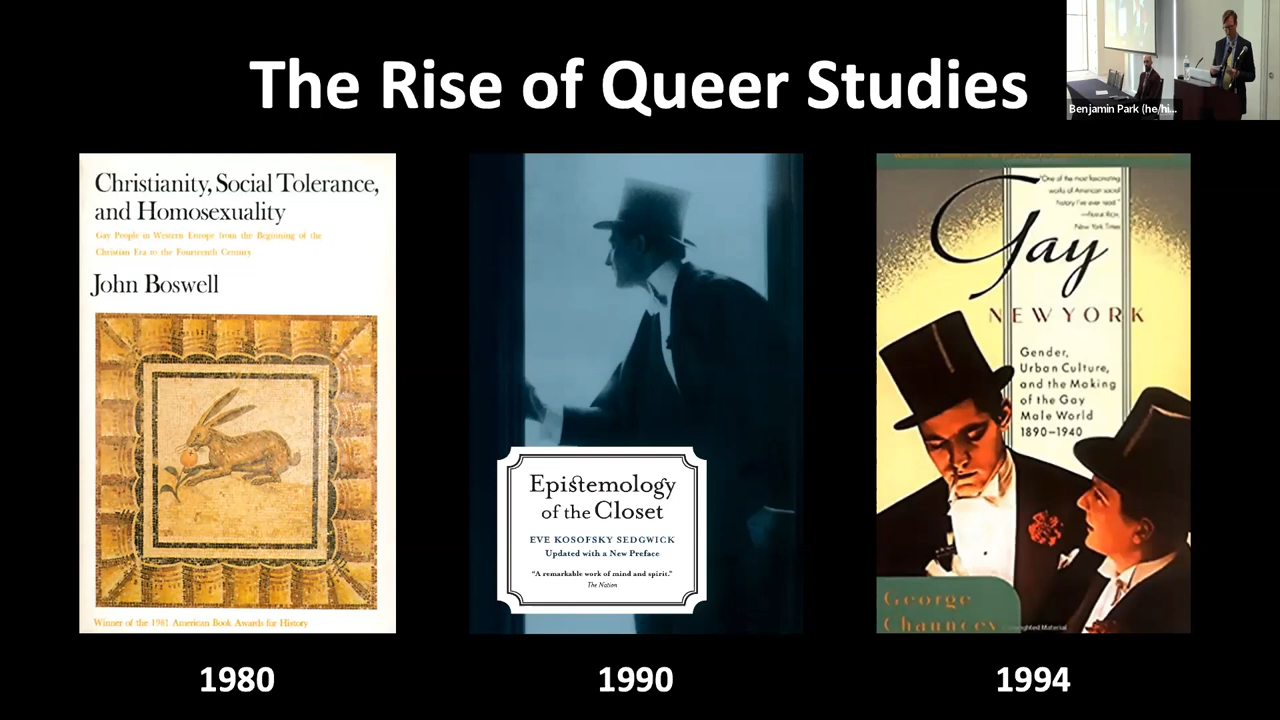 The Rise of Queer Studies
Benjamin Park (he/hi...
Christianity, Social Tolerance,
and Homosexuality
Gay People in Western Europe from the Beginning of the
Christian Era to the Fourteenth Century
John Boswell
Winner of the 1981 American Book Awards for History
1980
Epistemology
of the Closet
EVE KOSOFSKY SEDGWICK
Updated with a New Preface
"A remarkable work of mind and spirit."
The Nation
1990
"One of the most fascinating
works of American social
history I've ever read."
New York Times
Gay
NEW YORK
Gender,
Urban Culture,
and the Making
of the Gay
Male World
1890–1940
George
Chauncey
Material
1994